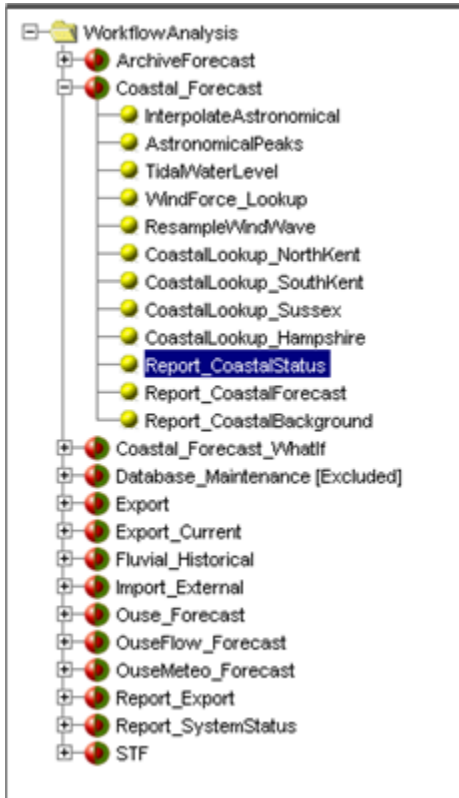 WorkflowAnalysis
ArchiveForecast
Coastal_Forecast
InterpolateAstronomical
AstronomicalPeaks
TidalWaterLevel
WindForce_Lookup
ResampleWindWave
CoastalLookup_NorthKent
CoastalLookup_SouthKent
CoastalLookup_Sussex
CoastalLookup_Hampshire
Report_CoastalStatus
Report_CoastalForecast
Report_CoastalBackground
Coastal_Forecast_WhatIf
Database_Maintenance [Excluded]
Export
Export_Current
Fluvial_Historical
Import_External
Ouse_Forecast
OuseFlow_Forecast
OuseMeteo_Forecast
Report_Export
Report_SystemStatus
STF